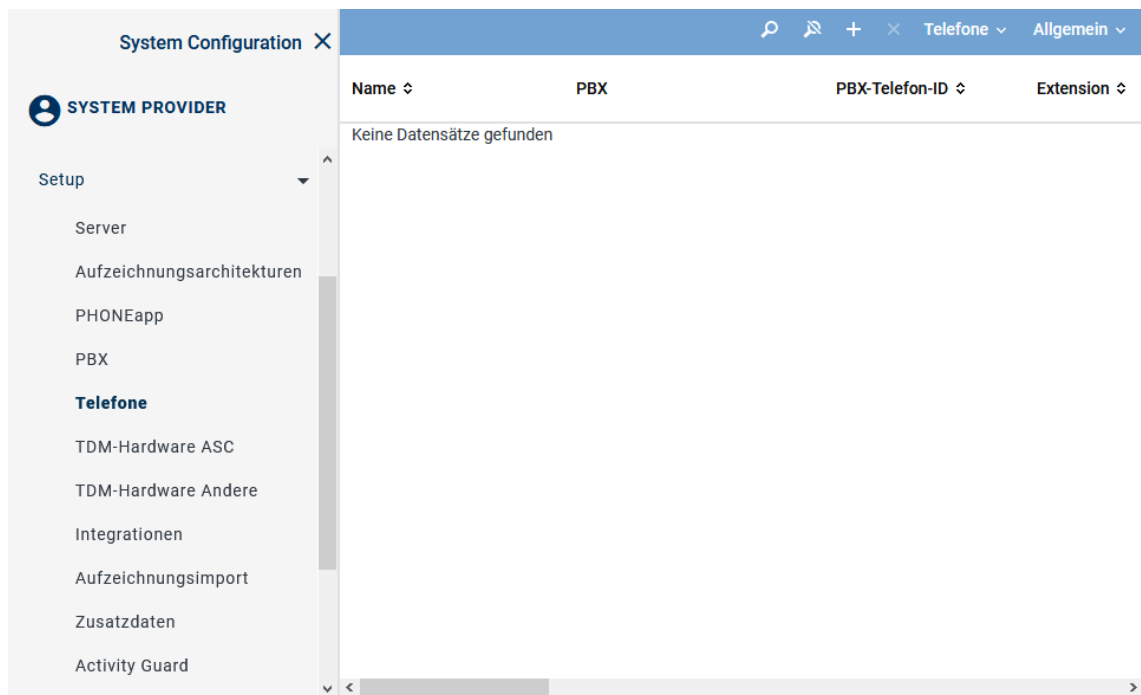 System Configuration
SYSTEM PROVIDER
Setup
Server
Aufzeichnungsarchitekturen
PHONEapp
PBX
Telefone
TDM-Hardware ASC
TDM-Hardware Andere
Integrationen
Aufzeichnungsimport
Zusatzdaten
Activity Guard
Telefone Allgemein
Name PBX PBX-Telefon-ID Extension
Keine Datensätze gefunden